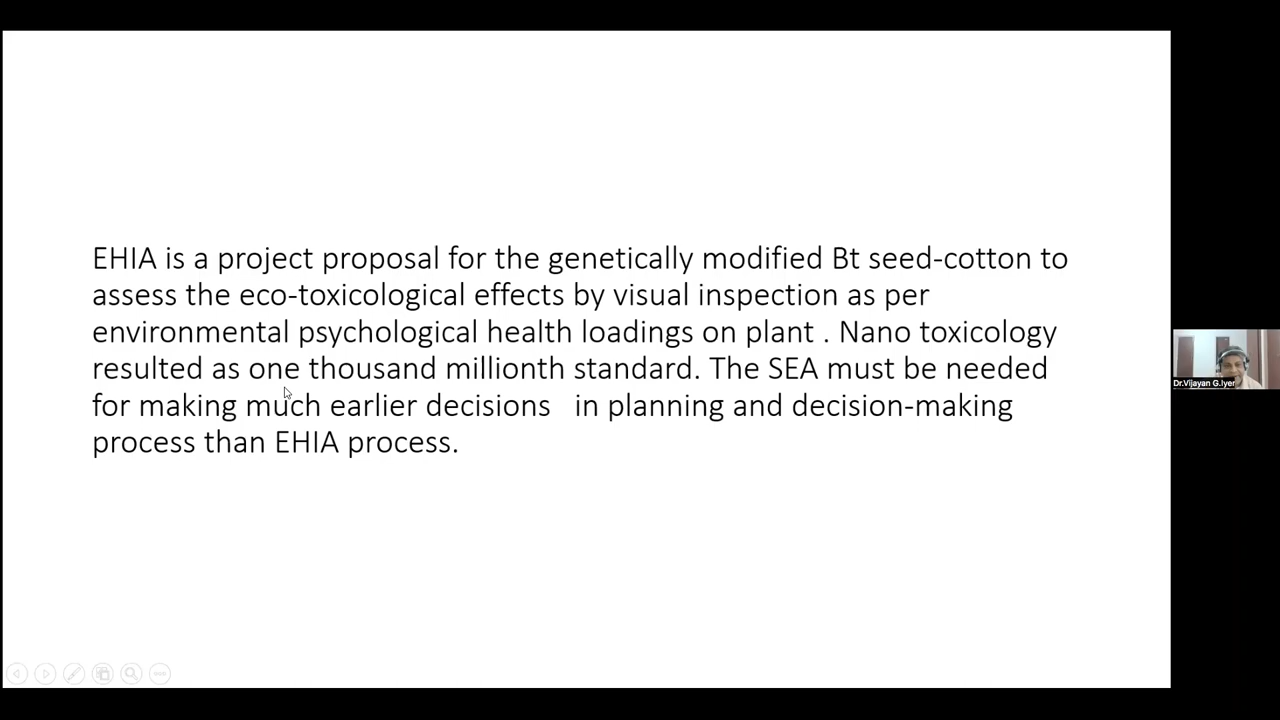 EHIA is a project proposal for the genetically modified Bt seed-cotton to
assess the eco-toxicological effects by visual inspection as per
environmental psychological health loadings on plant . Nano toxicology
resulted as one thousand millionth standard. The SEA must be needed
for making much earlier decisions   in planning and decision-making
process than EHIA process.
Dr.Vijayan G.Iyer